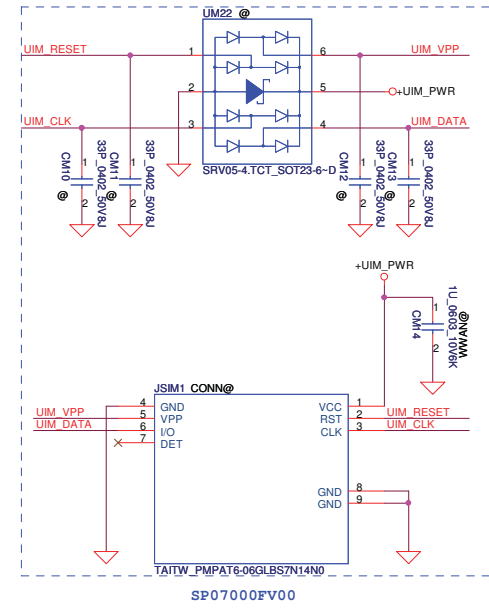 UM22 @
UIM_RESET
1
6
UIM_VPP
2
5
+UIM_PWR
UIM_CLK
3
4
UIM_DATA
SRV05-4.TCT_SOT23-6~D
CM10
1
2
@
33P_0402_50V8J
CM11
1
2
@
33P_0402_50V8J
CM12
1
2
@
33P_0402_50V8J
CM13
1
2
@
33P_0402_50V8J
+UIM_PWR
CM14
1
2
1U_0603_10V6K
WWAN@
JSIM1 CONN@
UIM_VPP
UIM_DATA
4 GND
5 VPP
6 I/O
7 DET
VCC 1
RST 2 UIM_RESET
CLK 3 UIM_CLK
GND 8
GND 9
TAITW_PMPAT6-06GLBS7N14N0
SP07000FV00